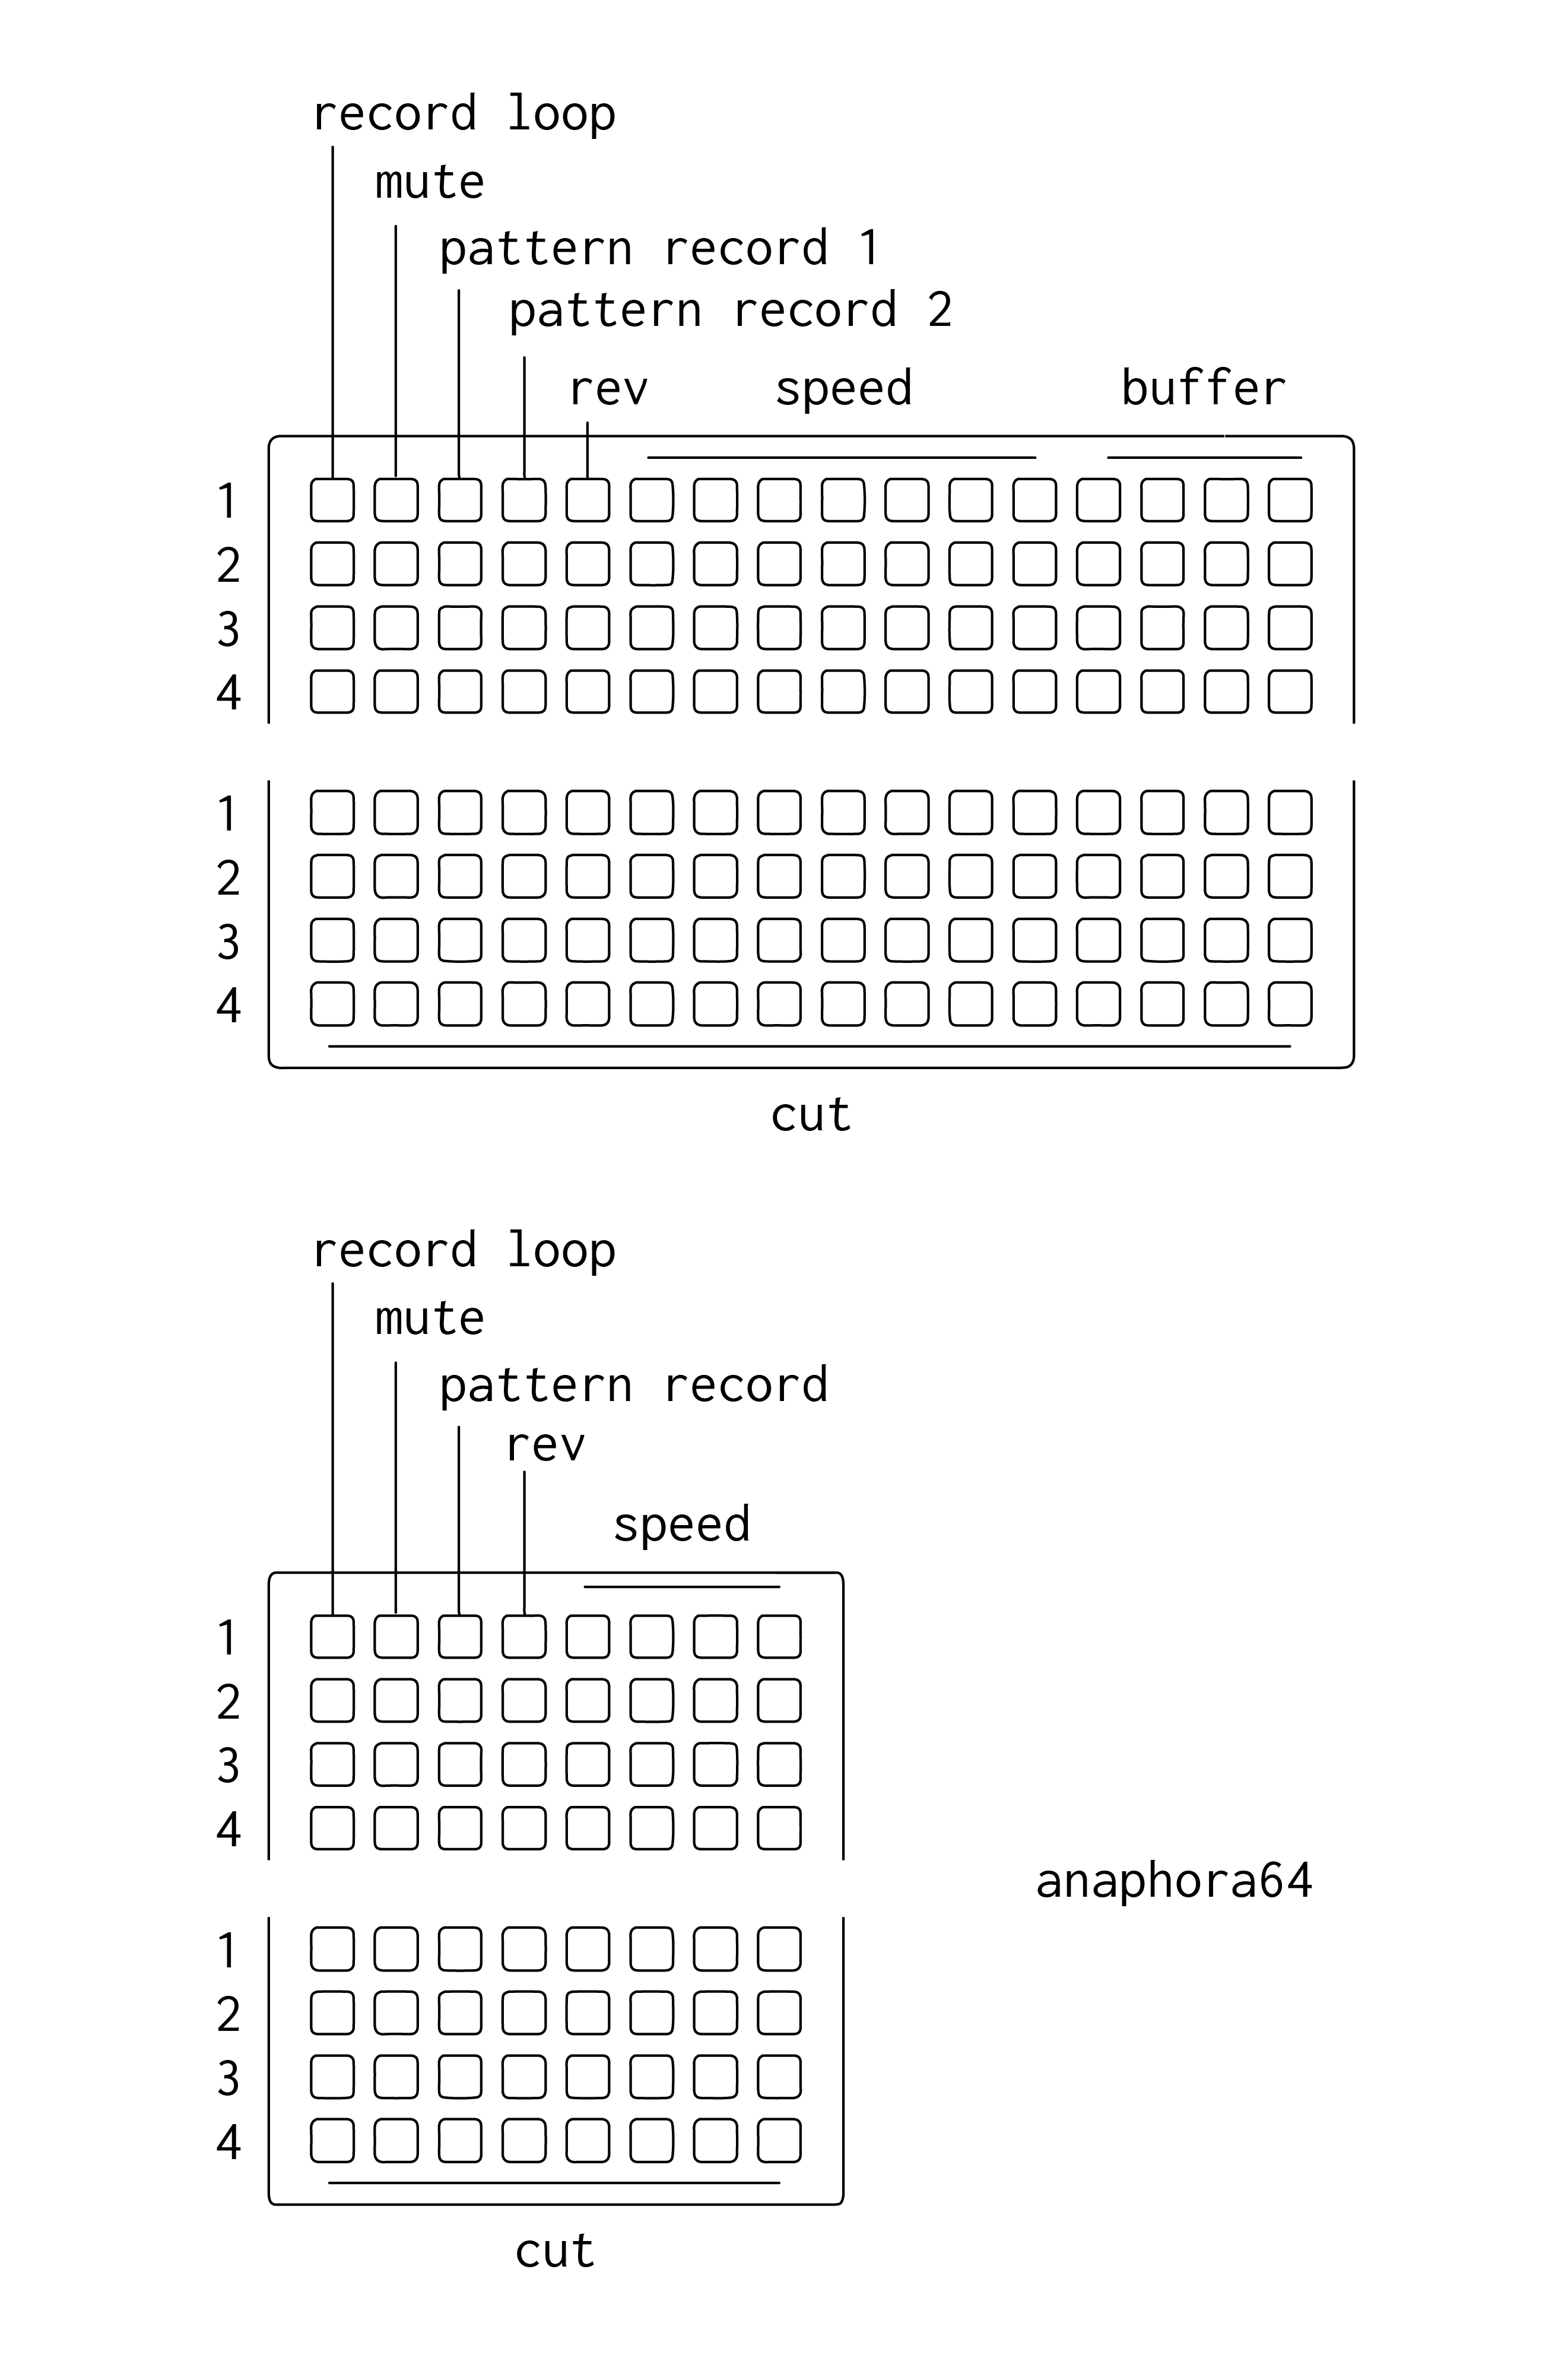 record loop
mute
pattern record 1
pattern record 2
rev speed buffer
1
2
3
4
1
2
3
4
cut
record loop
mute
pattern record
rev
speed
1
2
3
4
anaphora64
1
2
3
4
cut